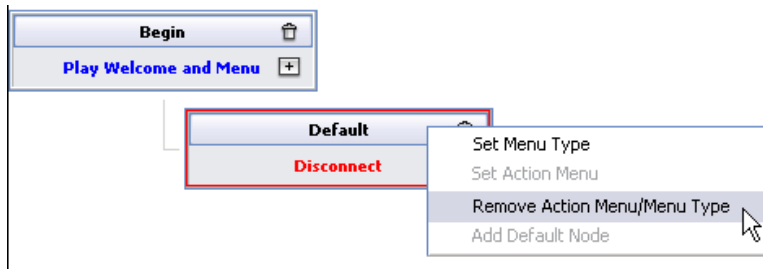 Begin
Play Welcome and Menu
Default
Disconnect
Set Menu Type
Set Action Menu
Remove Action Menu/Menu Type
Add Default Node